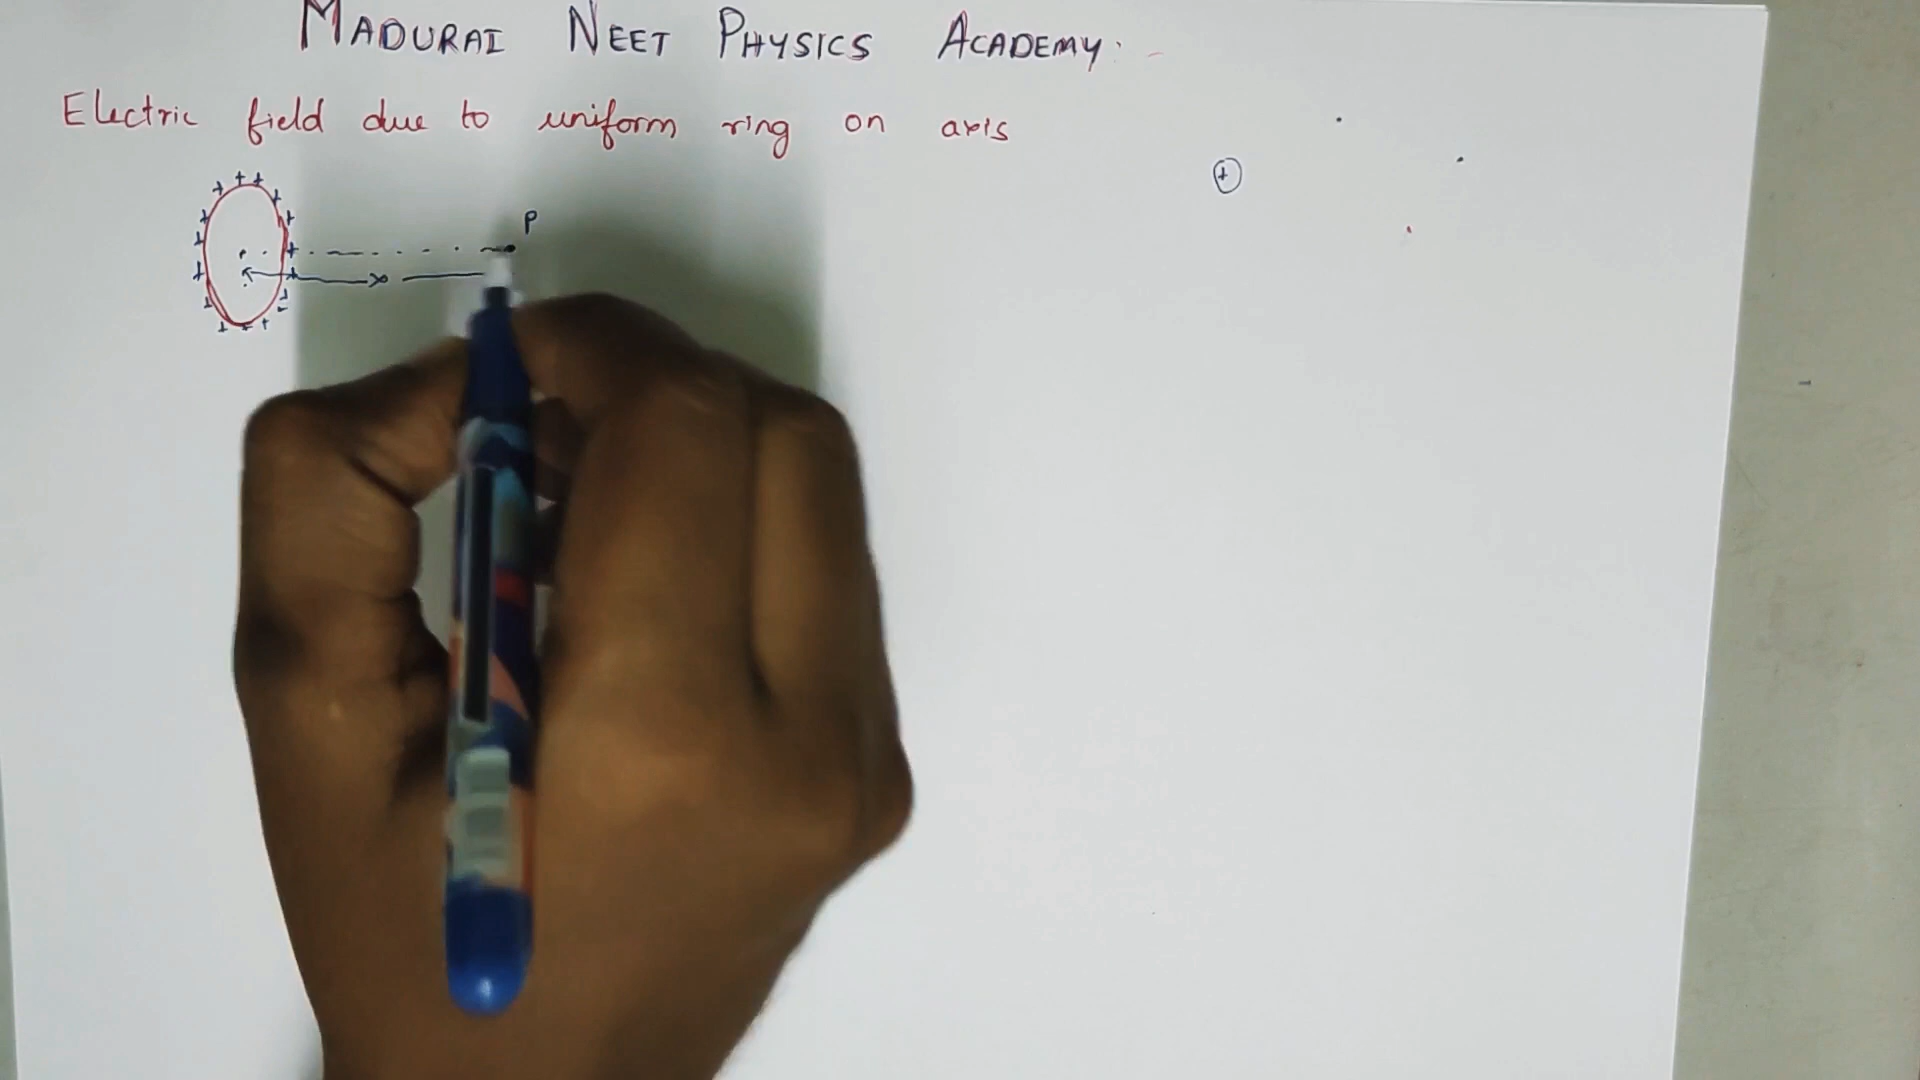 MADURAI NEET PHYSICS ACADEMY.
Electric field due to uniform ring on axis
P
x